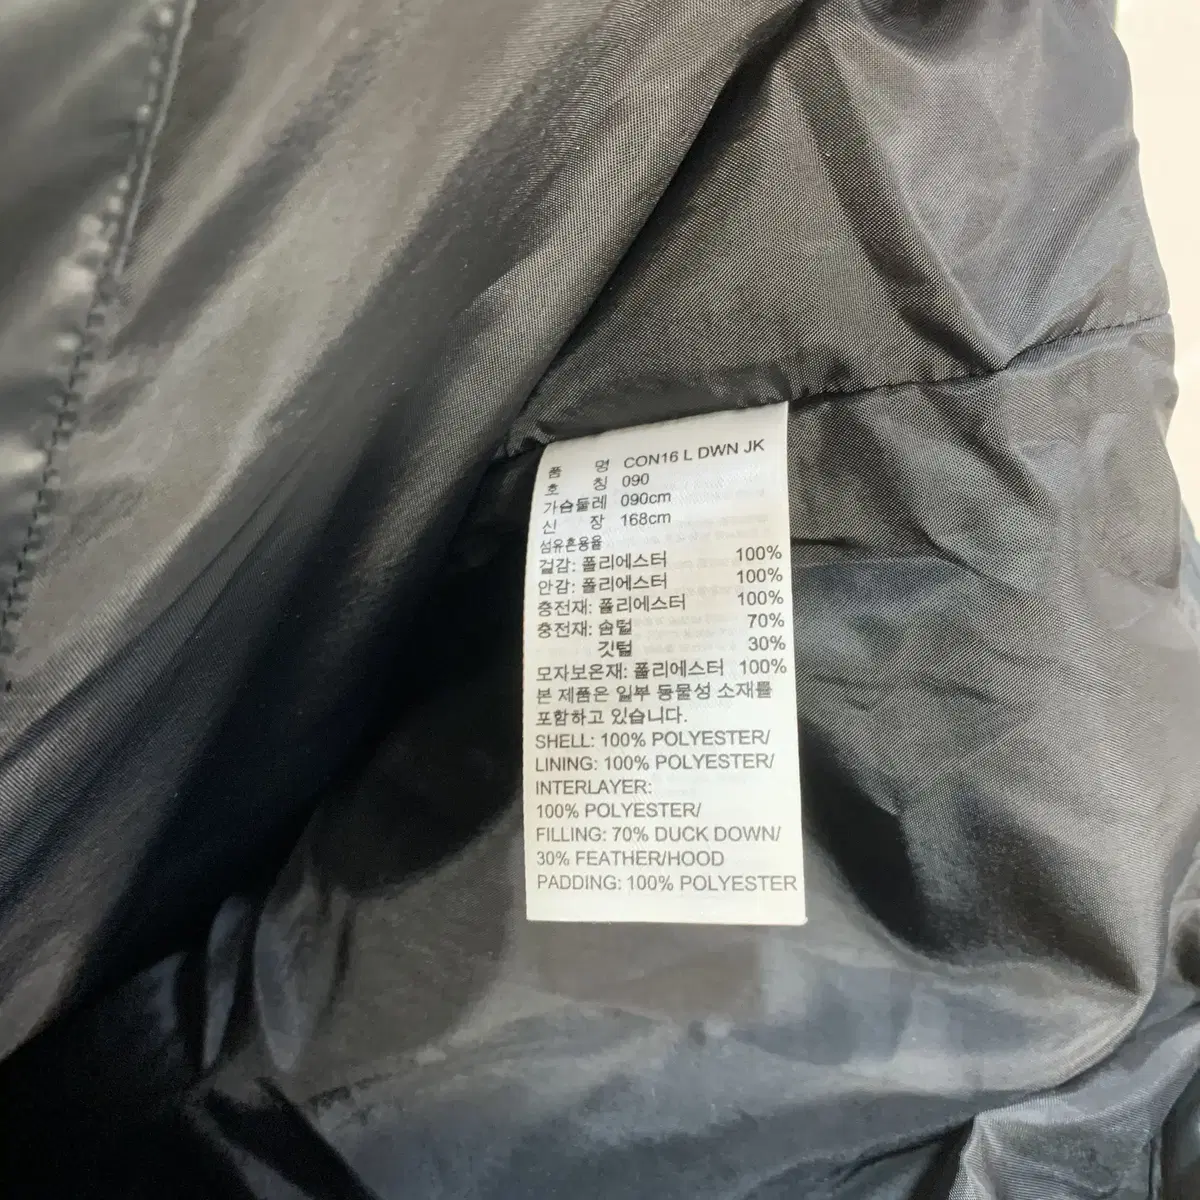 품 명 CON16 L DWN JK
호 칭 090
가슴둘레 090cm
신 장 168cm
섬유혼용율
겉감: 폴리에스터 100%
안감: 폴리에스터 100%
충전재: 폴리에스터 100%
충전재: 솜털 70%
깃털 30%
모자보온재: 폴리에스터 100%
본 제품은 일부 동물성 소재를
포함하고 있습니다.
SHELL: 100% POLYESTER/
LINING: 100% POLYESTER/
INTERLAYER:
100% POLYESTER/
FILLING: 70% DUCK DOWN/
30% FEATHER/HOOD
PADDING: 100% POLYESTER